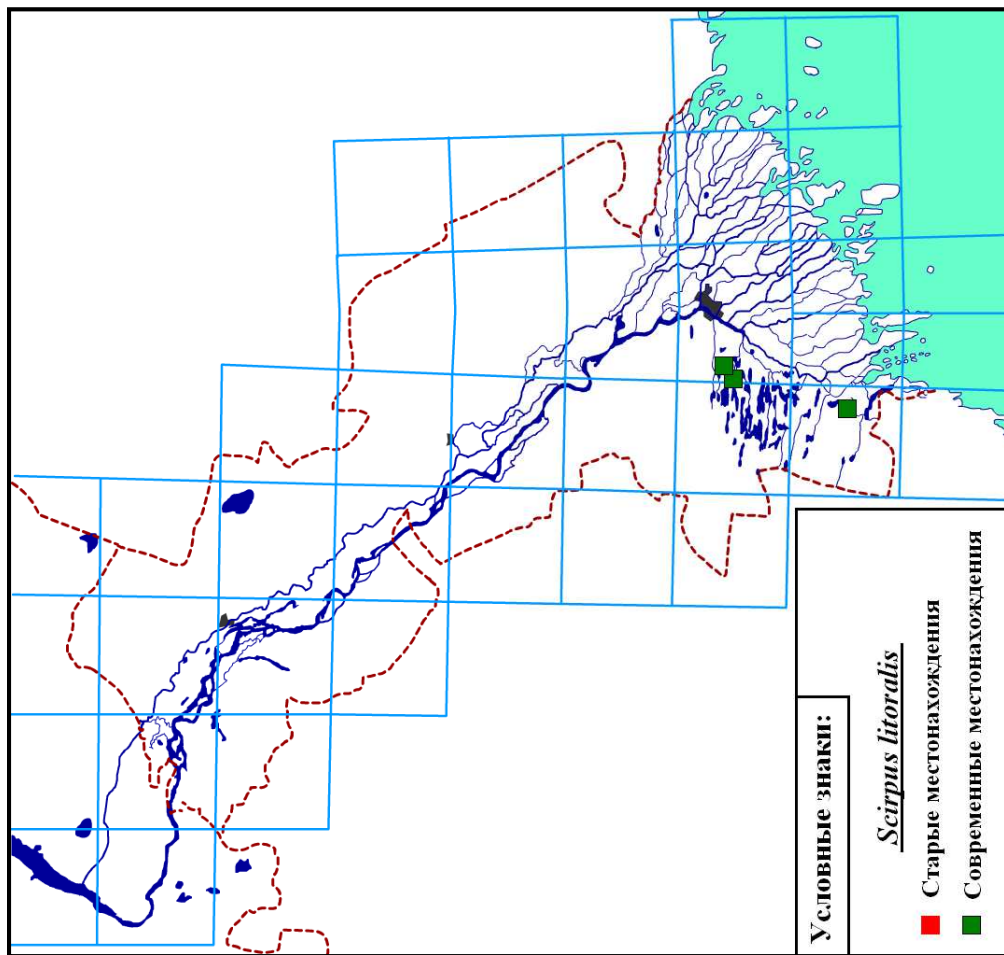 Условные знаки:
Scirpus litoralis
Старые местонахождения
Современные местонахождения